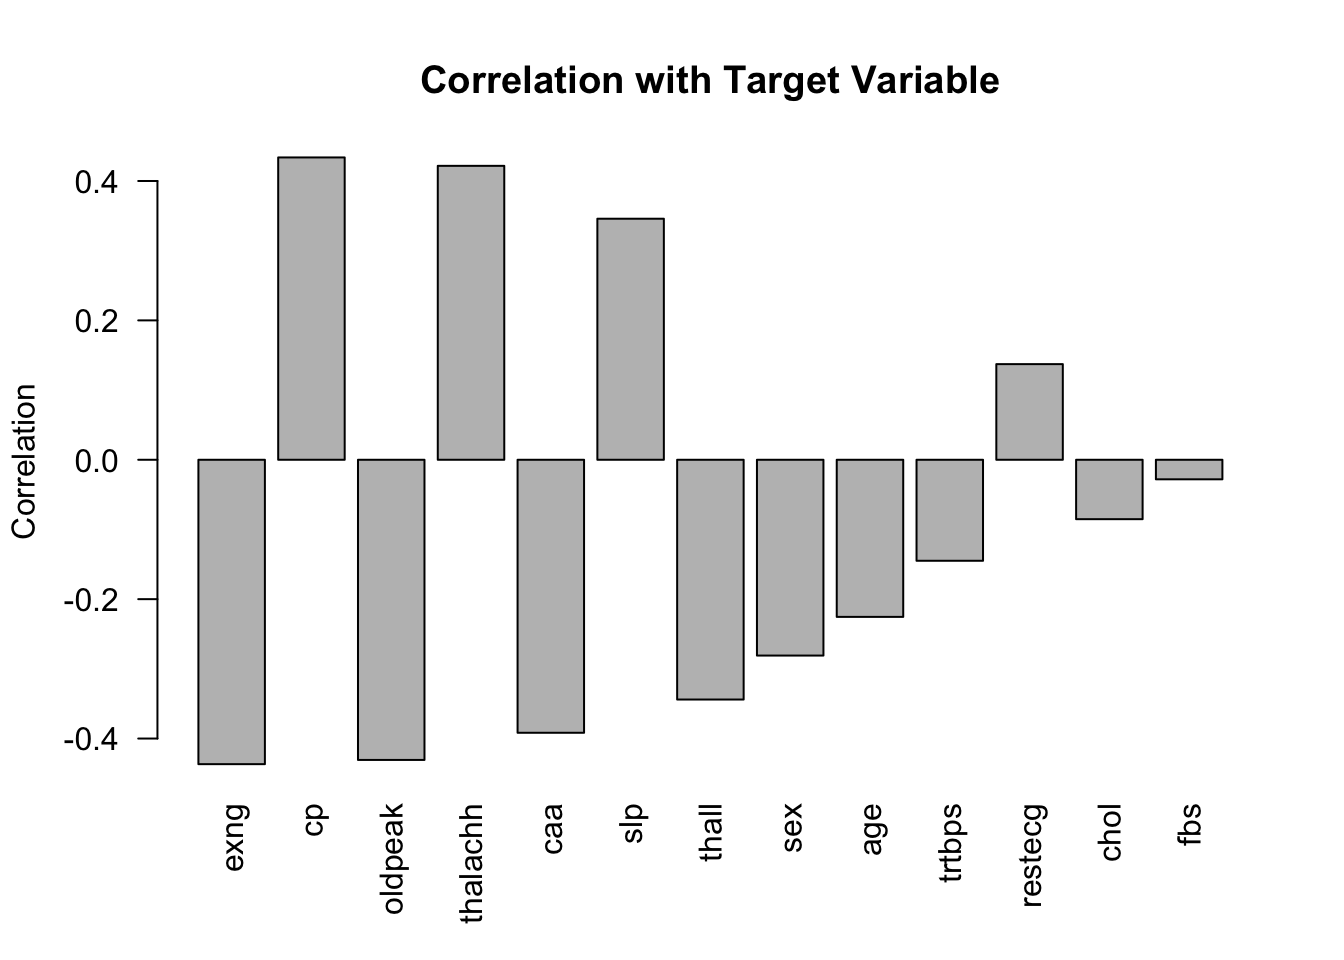 Correlation with Target Variable
Correlation
0.4
0.2
0.0
-0.2
-0.4
exng
cp
oldpeak
thalachh
caa
slp
thall
sex
age
trtbps
restecg
chol
fbs